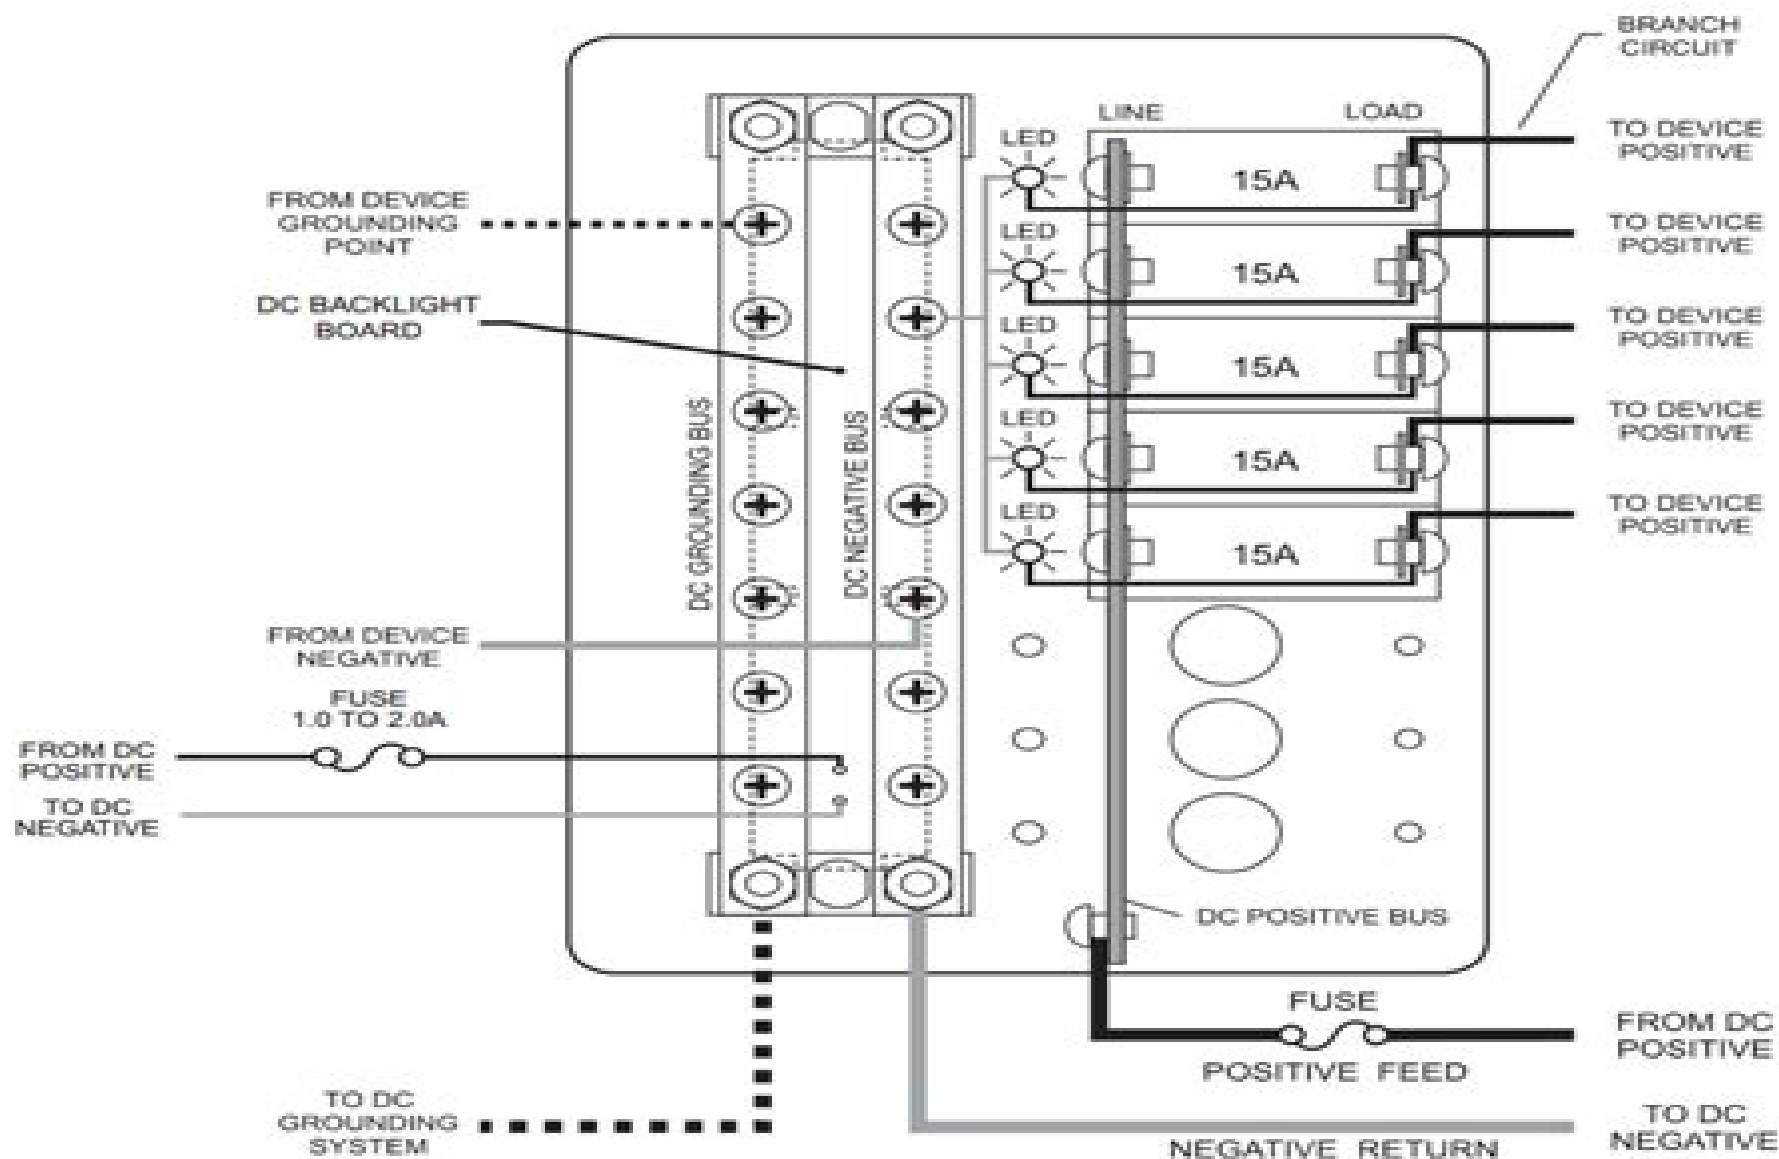 BRANCH
CIRCUIT
LINE
LOAD
LED
15A
TO DEVICE
POSITIVE
FROM DEVICE
GROUNDING
POINT
LED
15A
TO DEVICE
POSITIVE
DC BACKLIGHT
BOARD
LED
15A
TO DEVICE
POSITIVE
DC GROUNDING BUS
DC NEGATIVE BUS
LED
15A
TO DEVICE
POSITIVE
LED
15A
TO DEVICE
POSITIVE
FROM DEVICE
NEGATIVE
FUSE
1.0 TO 2.0A
FROM DC
POSITIVE
TO DC
NEGATIVE
DC POSITIVE BUS
FUSE
FROM DC
POSITIVE
POSITIVE FEED
TO DC
GROUNDING
SYSTEM
TO DC
NEGATIVE
NEGATIVE RETURN